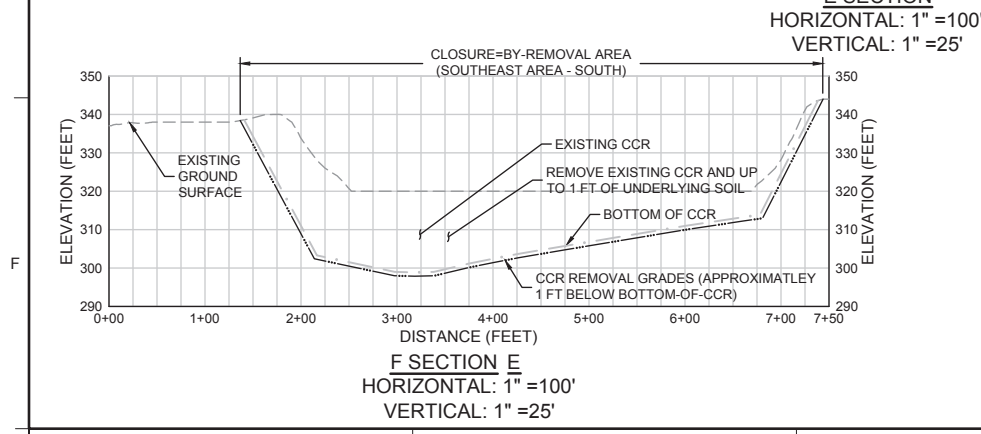 HORIZONTAL: 1" =100'
VERTICAL: 1" =25'
CLOSURE=BY-REMOVAL AREA
(SOUTHEAST AREA - SOUTH)
350
340
330
320
310
300
290
ELEVATION (FEET)
EXISTING
GROUND
SURFACE
EXISTING CCR
REMOVE EXISTING CCR AND UP
TO 1 FT OF UNDERLYING SOIL
BOTTOM OF CCR
CCR REMOVAL GRADES (APPROXIMATLEY
1 FT BELOW BOTTOM-OF-CCR)
350
340
330
320
310
300
290
ELEVATION (FEET)
F
0+00 1+00 2+00 3+00 4+00 5+00 6+00 7+00 7+50
DISTANCE (FEET)
F SECTION E
HORIZONTAL: 1" =100'
VERTICAL: 1" =25'